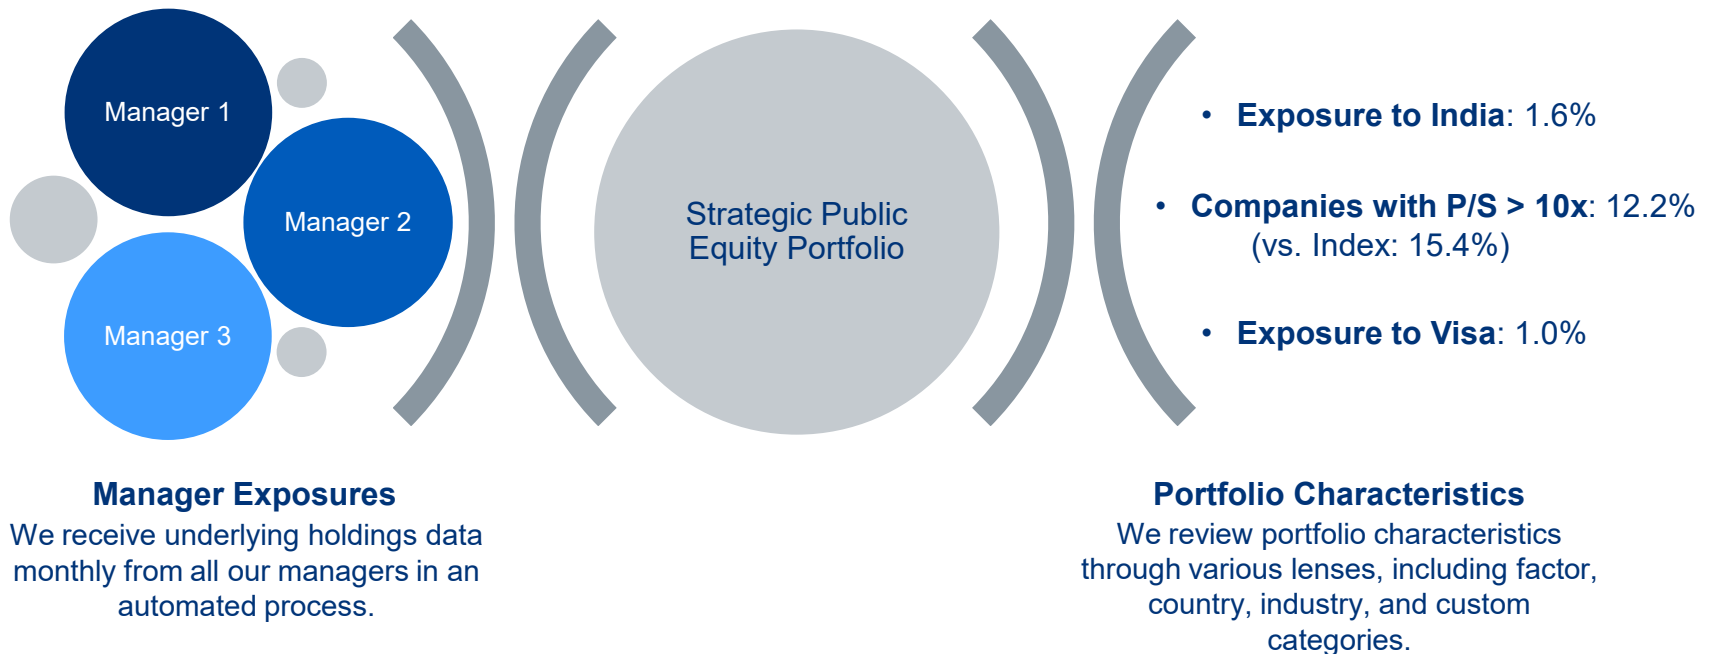 Manager 1
Manager 2
Manager 3
Strategic Public
Equity Portfolio
• Exposure to India: 1.6%
• Companies with P/S > 10x: 12.2%
(vs. Index: 15.4%)
• Exposure to Visa: 1.0%
Manager Exposures
We receive underlying holdings data
monthly from all our managers in an
automated process.
Portfolio Characteristics
We review portfolio characteristics
through various lenses, including factor,
country, industry, and custom
categories.